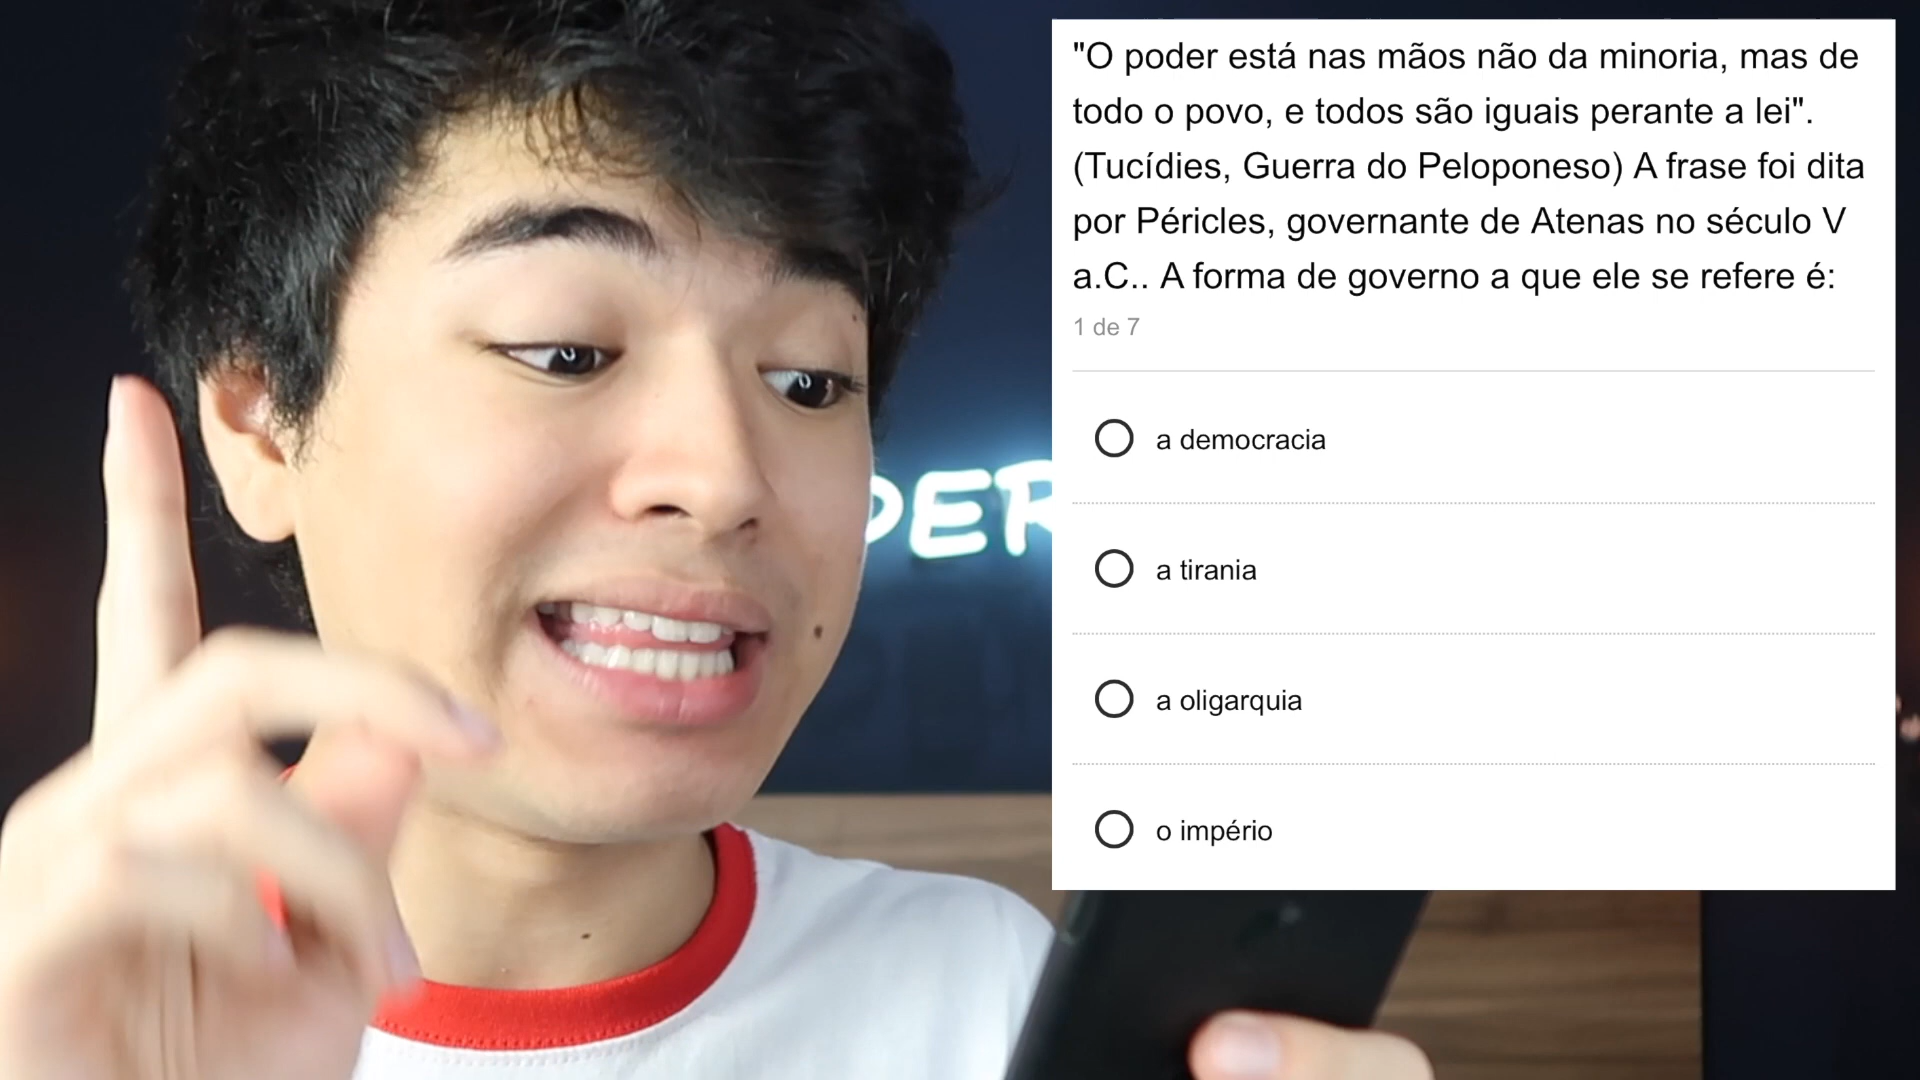 "O poder está nas mãos não da minoria, mas de
todo o povo, e todos são iguais perante a lei".
(Tucídies, Guerra do Peloponeso) A frase foi dita
por Péricles, governante de Atenas no século V
a.C.. A forma de governo a que ele se refere é:
1 de 7
a democracia
a tirania
a oligarquia
o império
DER